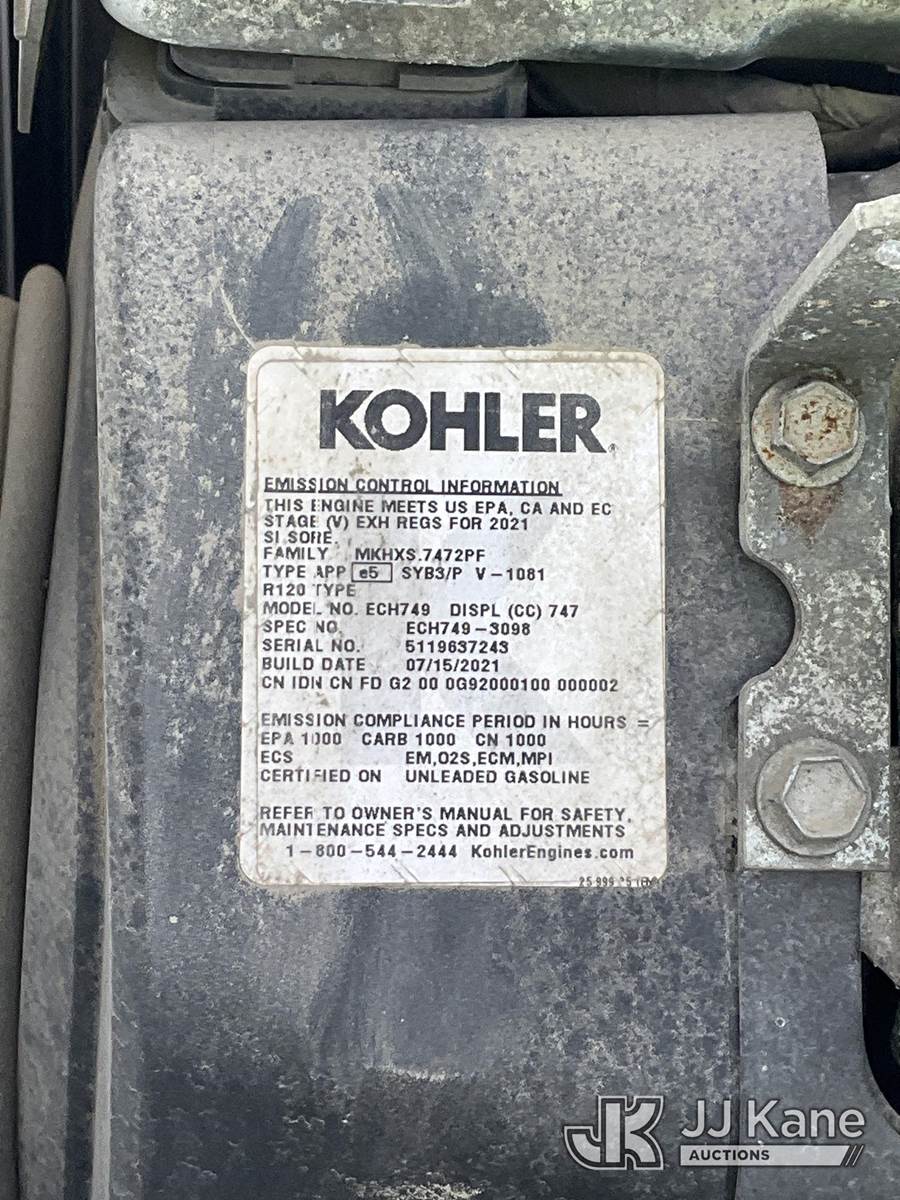 KOHLER®
EMISSION CONTROL INFORMATION
THIS ENGINE MEETS US EPA, CA AND EC
STAGE (V) EXH REGS FOR 2021
SI SORE.
FAMILY MKHXS.7472PF
TYPE APP e5 SYB3/P V-1081
R120 TYPE
MODEL NO. ECH749 DISPL (CC) 747
SPEC NO. ECH749-3098
SERIAL NO. 5119637243
BUILD DATE 07/15/2021
CN IDN CN FD G2 00 0G92000100 000002
EMISSION COMPLIANCE PERIOD IN HOURS =
EPA 1000 CARB 1000 CN 1000
ECS EM,O2S,ECM,MPI
CERTIFIED ON UNLEADED GASOLINE
REFER TO OWNER'S MANUAL FOR SAFETY,
MAINTENANCE SPECS AND ADJUSTMENTS
1-800-544-2444 KohlerEngines.com
25 999
JK JJ Kane
AUCTIONS